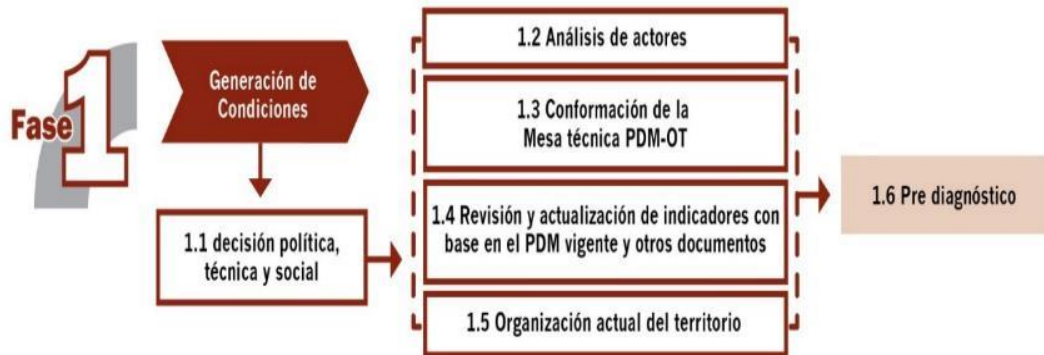 Fase 1
Generación de
Condiciones
1.1 decisión política,
técnica y social
1.2 Análisis de actores
1.3 Conformación de la
Mesa técnica PDM-OT
1.4 Revisión y actualización de indicadores con
base en el PDM vigente y otros documentos
1.5 Organización actual del territorio
1.6 Pre diagnóstico